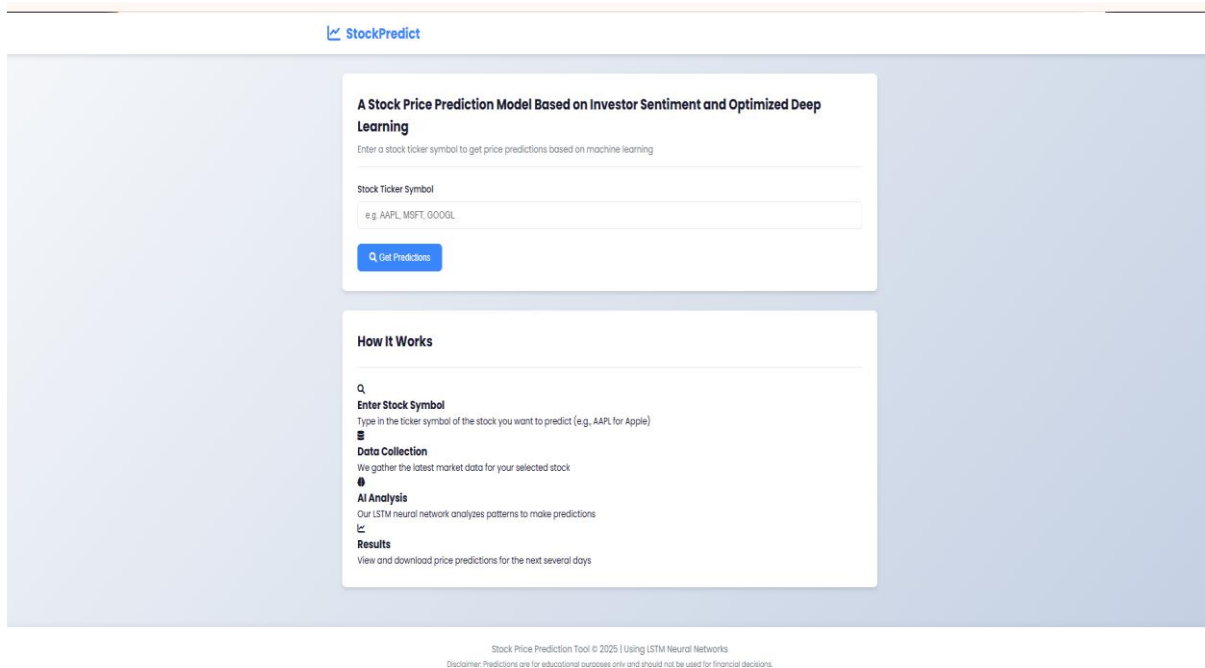 StockPredict
A Stock Price Prediction Model Based on Investor Sentiment and Optimized Deep
Learning
Enter a stock ticker symbol to get price predictions based on machine learning
Stock Ticker Symbol
e.g. AAPL, MSFT, GOOGL
Get Predictions
How It Works
Enter Stock Symbol
Type in the ticker symbol of the stock you want to predict (e.g., AAPL for Apple)
Data Collection
We gather the latest market data for your selected stock
AI Analysis
Our LSTM neural network analyzes patterns to make predictions
Results
View and download price predictions for the next several days
Stock Price Prediction Tool © 2025 | Using LSTM Neural Networks
Disclaimer: Predictions are for educational purposes only and should not be used for financial decisions.